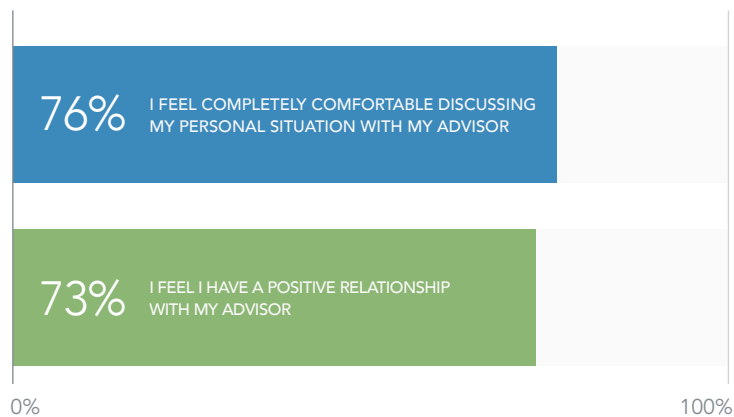 76%
I FEEL COMPLETELY COMFORTABLE DISCUSSING
MY PERSONAL SITUATION WITH MY ADVISOR
73%
I FEEL I HAVE A POSITIVE RELATIONSHIP
WITH MY ADVISOR
0%
100%